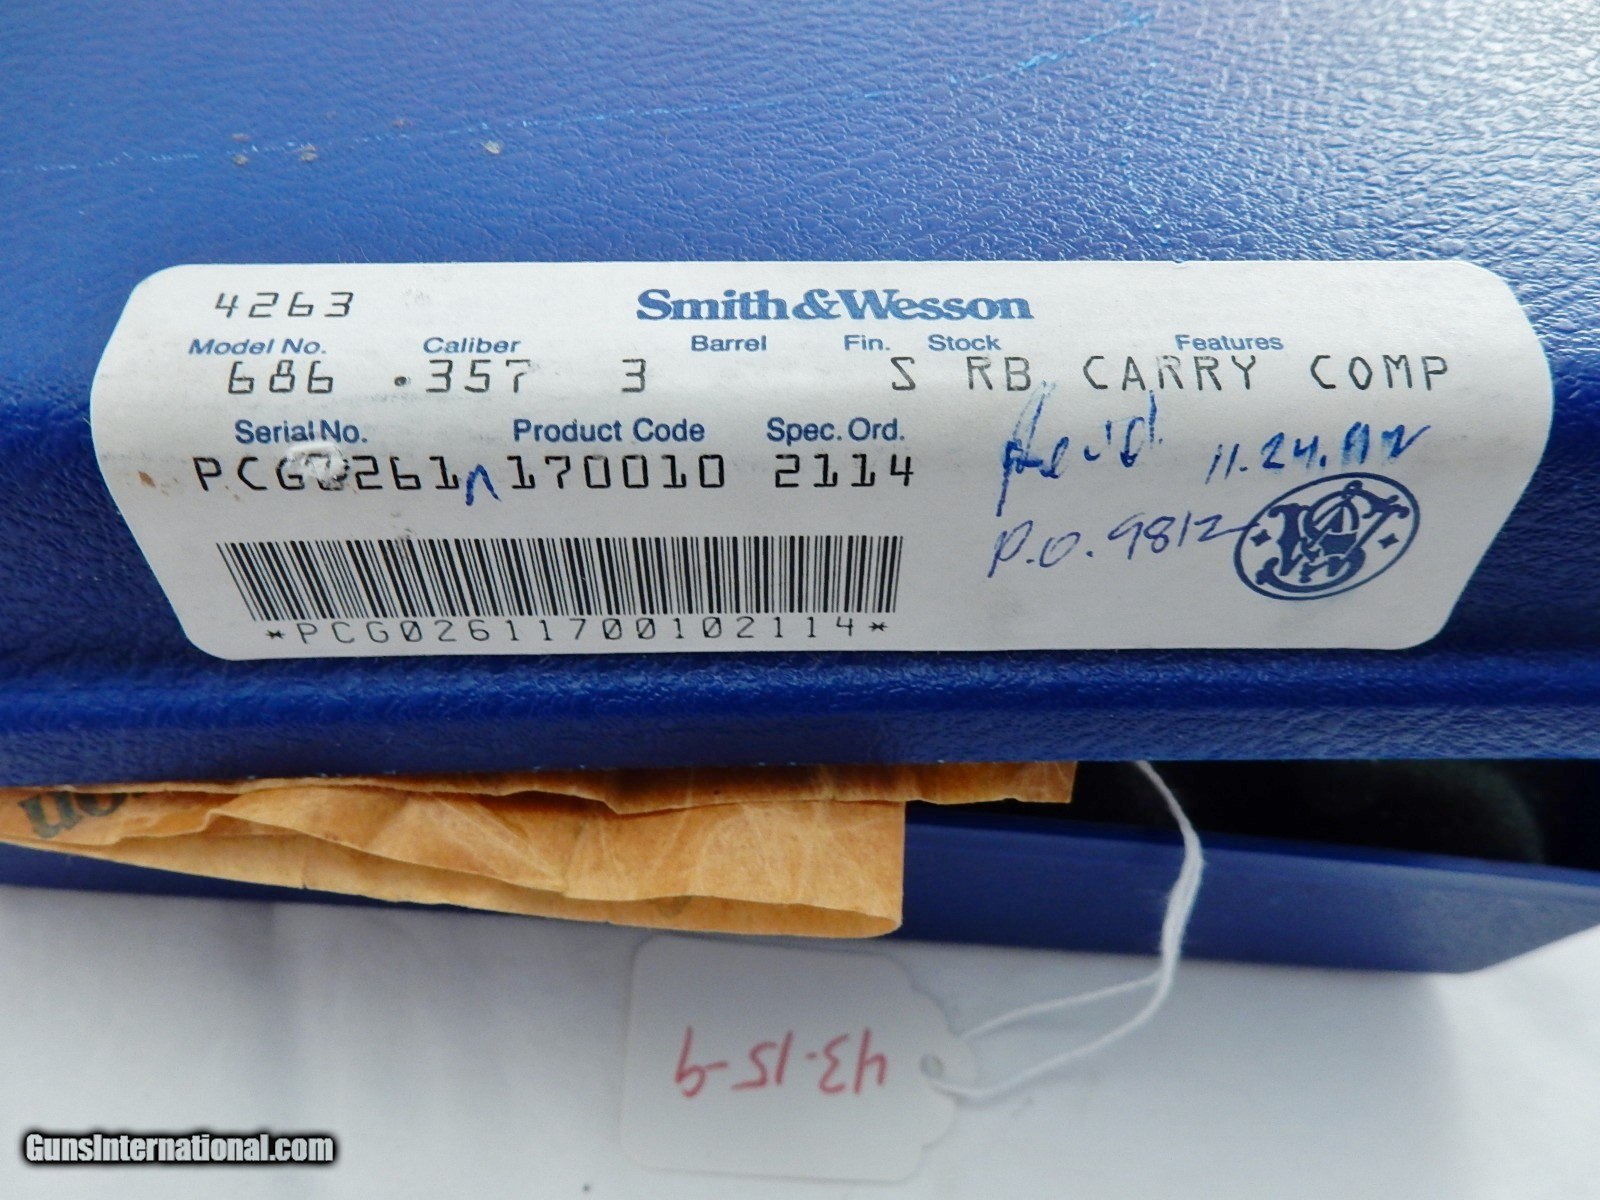 4263
Smith & Wesson
Model No. Caliber Barrel Fin. Stock Features
686 .357 3 S RB CARRY COMP
Serial No. Product Code Spec. Ord.
PCG0261 170010 2114
11.24.
P.O. 9812
*PCG02611700102114*
on
43-15-9
GunsInternational.com